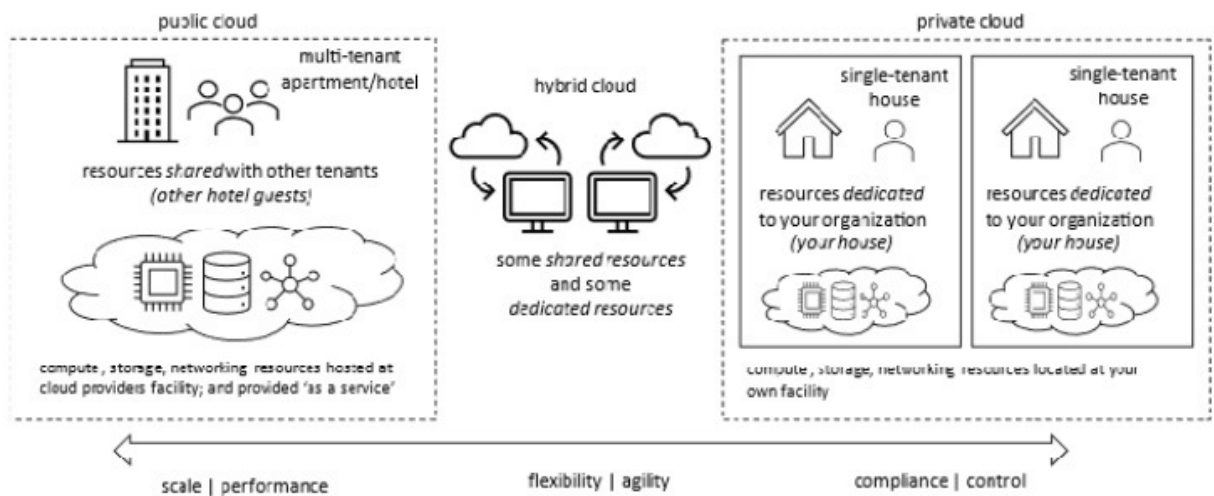 public cloud
multi-tenant
apartment/hotel
resources shared with other tenants
(other hotel guests)
compute, storage, networking resources hosted at
cloud providers facility; and provided 'as a service'
hybrid cloud
some shared resources
and some
dedicated resources
private cloud
single-tenant
house
resources dedicated
to your organization
(your house)
single-tenant
house
resources dedicated
to your organization
(your house)
compute, storage, networking resources located at your
own facility
scale | performance
flexibility | agility
compliance | control